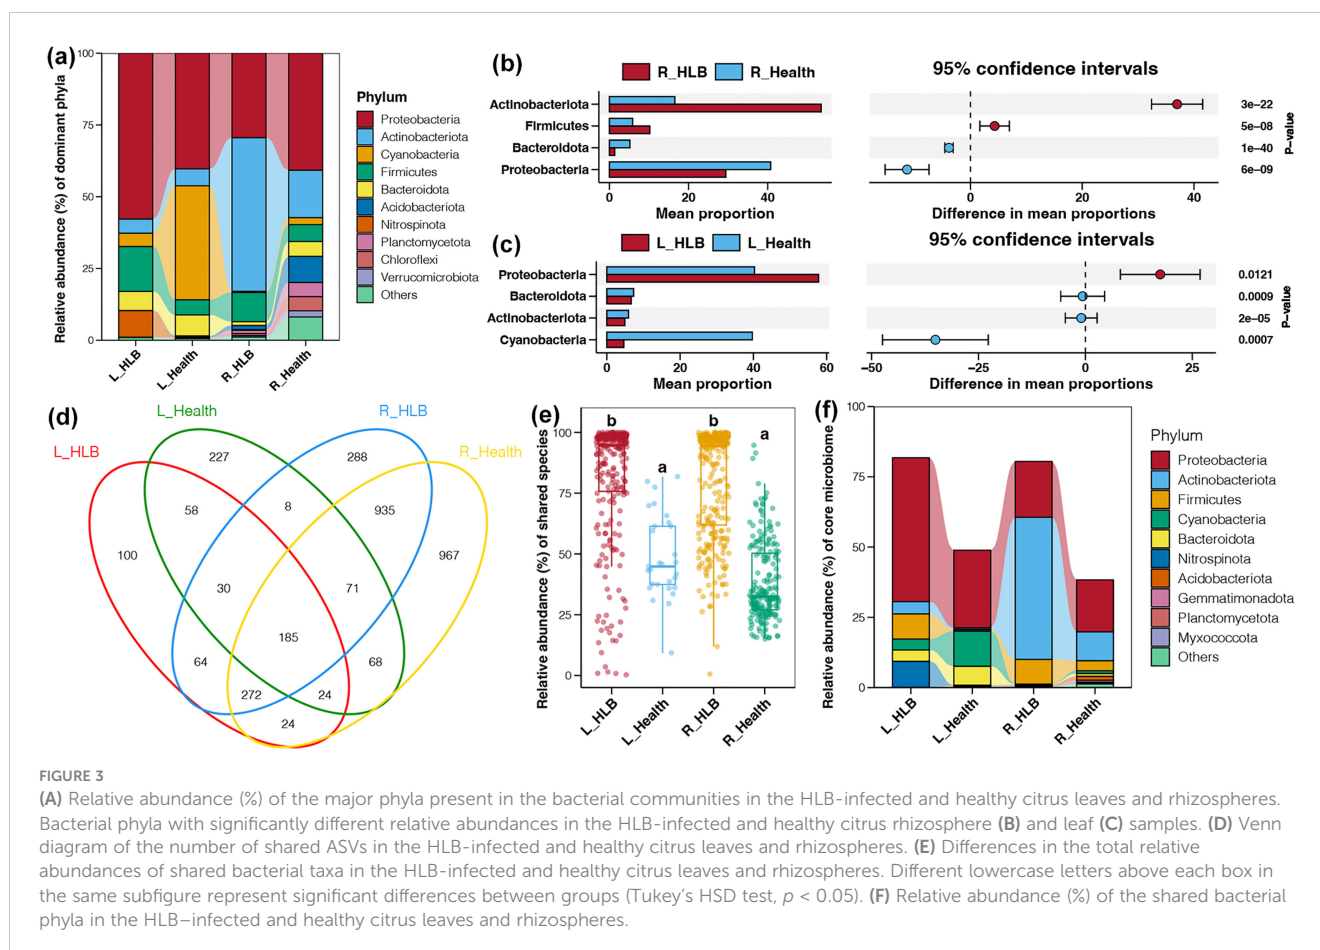 (a)
100
75
50
25
0
Relative abundance (%) of dominant phyla
L_HLB
L_Health
R_HLB
R_Health
Phylum
Proteobacteria
Actinobacteriota
Cyanobacteria
Firmicutes
Bacteroidota
Acidobacteriota
Nitrospinota
Planctomycetota
Chloroflexi
Verrucomicrobiota
Others
(b)
R_HLB R_Health
Actinobacteriota
Firmicutes
Bacteroidota
Proteobacteria
0 20 40
Mean proportion
95% confidence intervals
3e−22
5e−08
1e−40
6e−09
P−value
0 20 40
Difference in mean proportions
(c)
L_HLB L_Health
Proteobacteria
Bacteroidota
Actinobacteriota
Cyanobacteria
0 20 40 60
Mean proportion
95% confidence intervals
0.0121
0.0009
2e−05
0.0007
P−value
−50 −25 0 25
Difference in mean proportions
(d)
L_HLB
L_Health
R_HLB
R_Health
227
288
58
8
935
100
967
30
71
185
64
68
272
24
24
(e)
Relative abundance (%) of shared species
100
75
50
25
0
b
a
b
a
L_HLB
L_Health
R_HLB
R_Health
(f)
Relative abundance (%) of core microbiome
100
75
50
25
0
L_HLB
L_Health
R_HLB
R_Health
Phylum
Proteobacteria
Actinobacteriota
Firmicutes
Cyanobacteria
Bacteroidota
Nitrospinota
Acidobacteriota
Gemmatimonadota
Planctomycetota
Myxococcota
Others
FIGURE 3
(A) Relative abundance (%) of the major phyla present in the bacterial communities in the HLB-infected and healthy citrus leaves and rhizospheres.
Bacterial phyla with significantly different relative abundances in the HLB-infected and healthy citrus rhizosphere (B) and leaf (C) samples. (D) Venn
diagram of the number of shared ASVs in the HLB-infected and healthy citrus leaves and rhizospheres. (E) Differences in the total relative
abundances of shared bacterial taxa in the HLB-infected and healthy citrus leaves and rhizospheres. Different lowercase letters above each box in
the same subfigure represent significant differences between groups (Tukey's HSD test, p < 0.05). (F) Relative abundance (%) of the shared bacterial
phyla in the HLB–infected and healthy citrus leaves and rhizospheres.